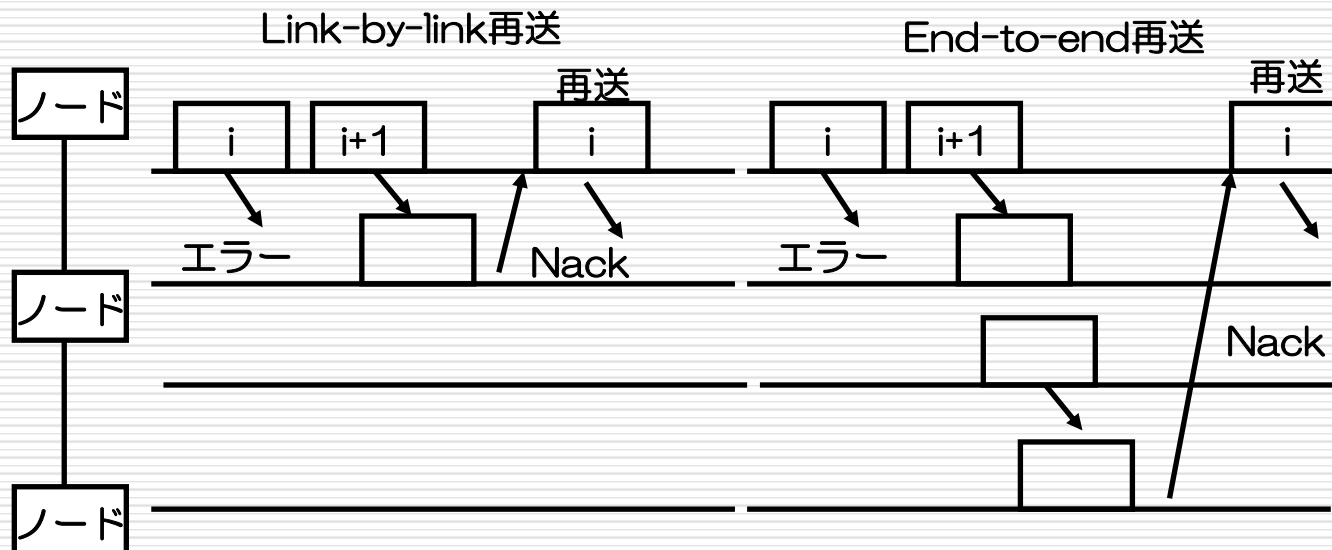 Link-by-link再送
End-to-end再送
ノード
再送
i
i+1
i
エラー
Nack
再送
i
i+1
i
エラー
Nack
ノード
ノード